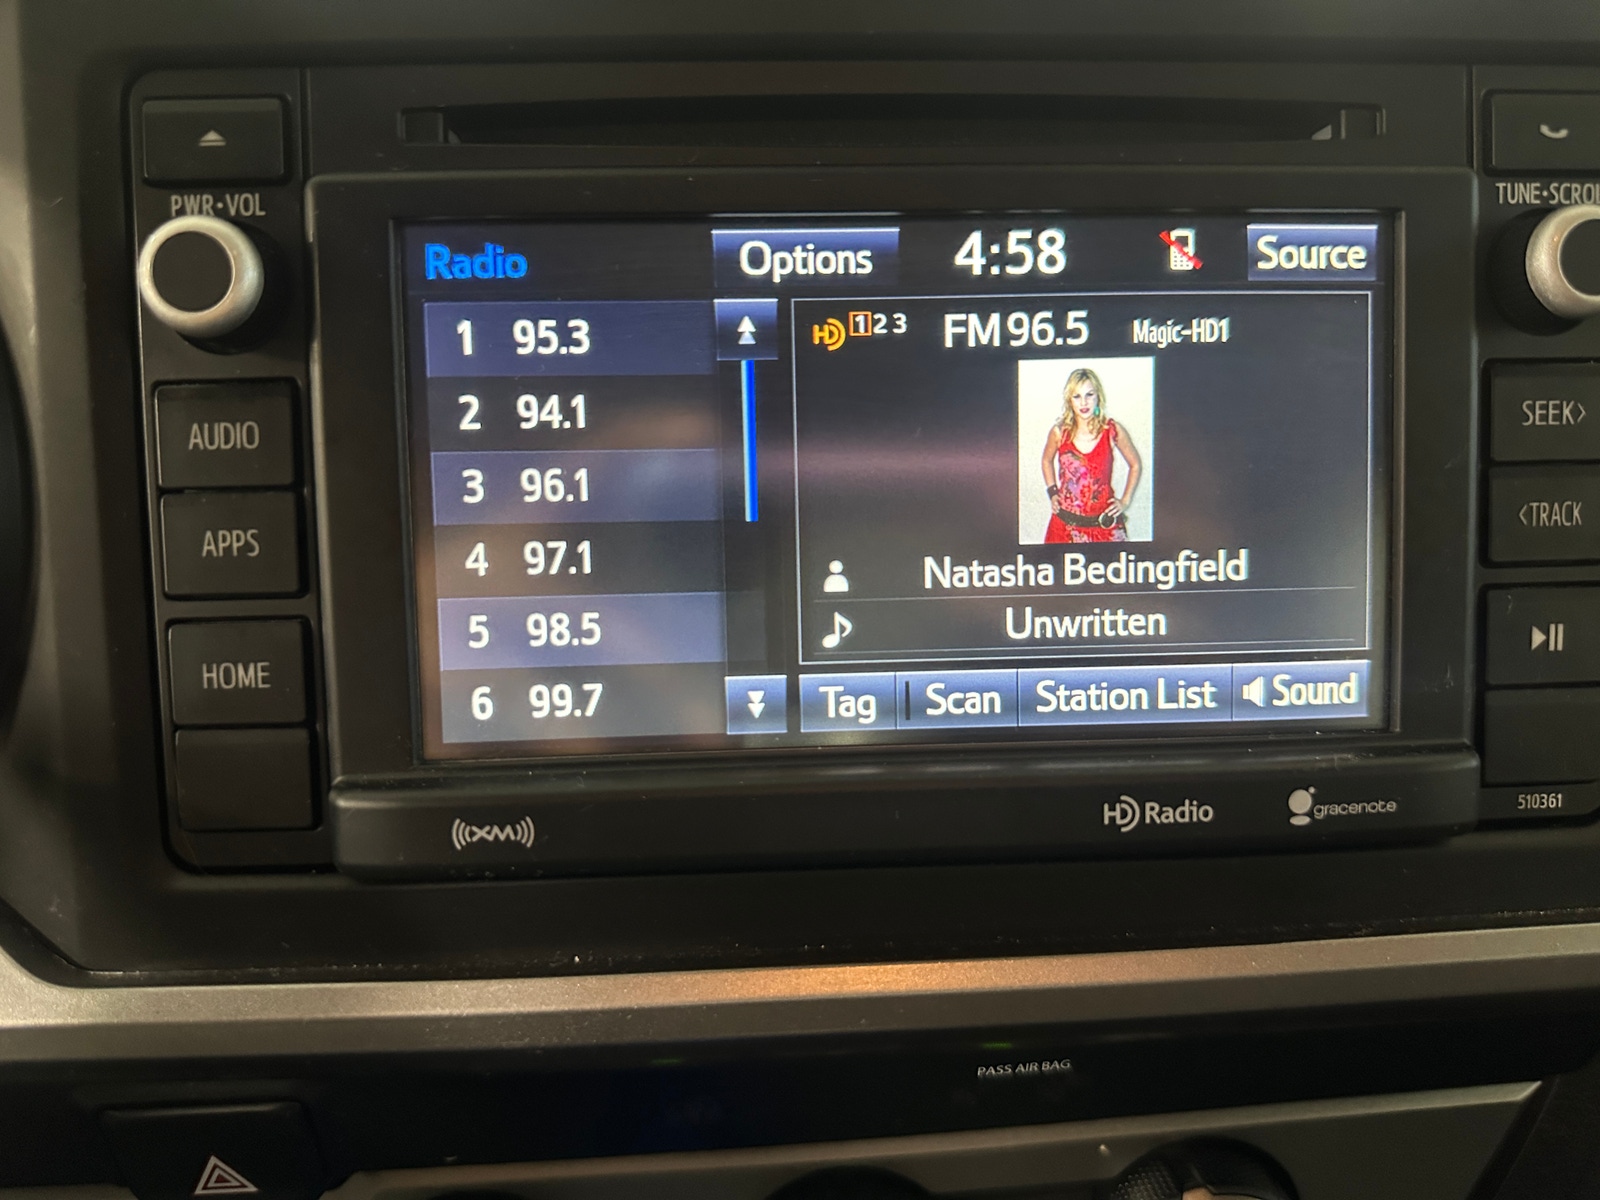 PWR•VOL
AUDIO
APPS
HOME
Radio
Options
4:58
Source
1 95.3
2 94.1
3 96.1
4 97.1
5 98.5
6 99.7
HD 1 2 3 FM 96.5 Magic-HD1
Natasha Bedingfield
Unwritten
Tag
Scan
Station List
Sound
TUNE•SCROL
SEEK>
<TRACK
510361
((XM))
HD Radio
gracenote
PASS AIR BAG